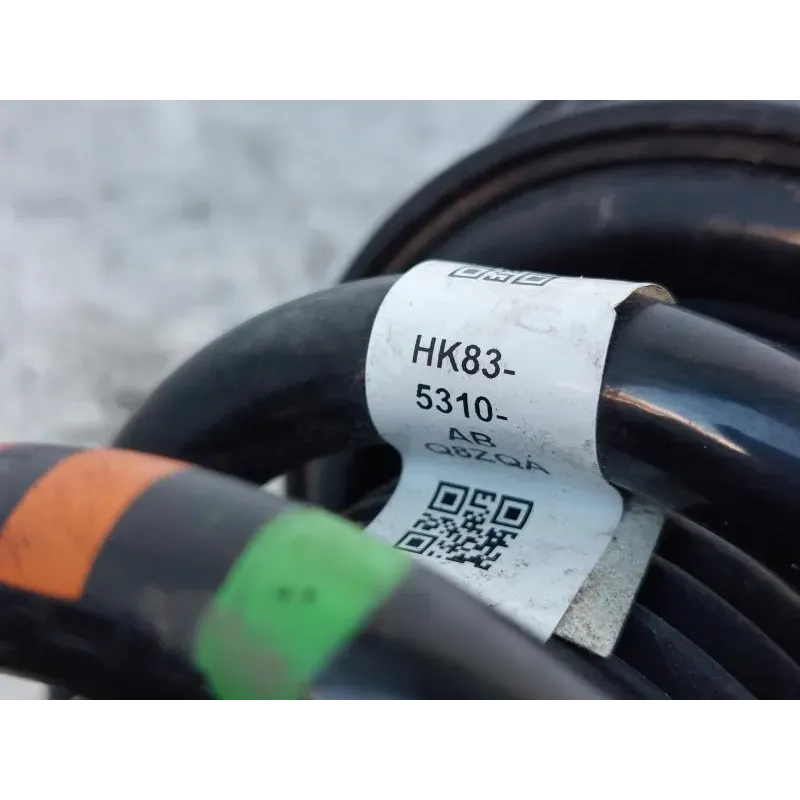 HK83-
5310-
AB
Q8ZQA